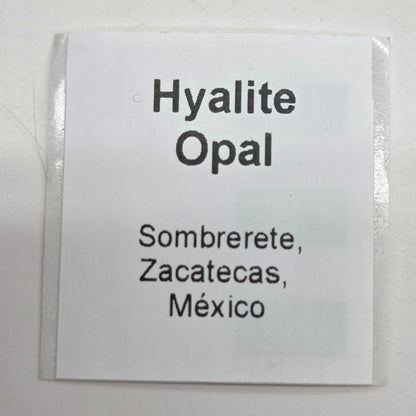 Hyalite
Opal
Sombrerete,
Zacatecas,
México